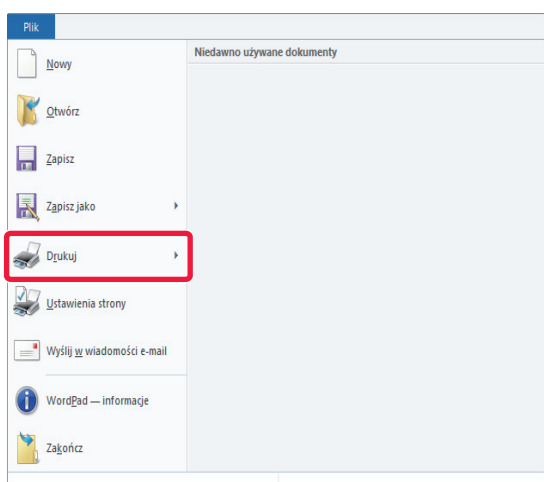 Plik
Niedawno używane dokumenty
Nowy
Otwórz
Zapisz
Zapisz jako
Drukuj
Ustawienia strony
Wyślij w wiadomości e-mail
WordPad — informacje
Zakończ